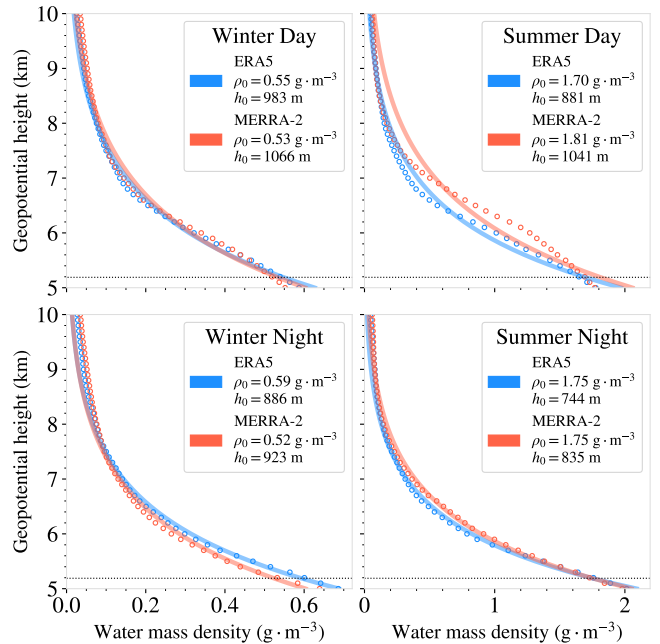 10
9
8
7
6
5
Geopotential height (km)
Winter Day
ERA5
ρ₀ = 0.55 g · m⁻³
h₀ = 983 m
MERRA-2
ρ₀ = 0.53 g · m⁻³
h₀ = 1066 m
Summer Day
ERA5
ρ₀ = 1.70 g · m⁻³
h₀ = 881 m
MERRA-2
ρ₀ = 1.81 g · m⁻³
h₀ = 1041 m
10
9
8
7
6
5
Geopotential height (km)
Winter Night
ERA5
ρ₀ = 0.59 g · m⁻³
h₀ = 886 m
MERRA-2
ρ₀ = 0.52 g · m⁻³
h₀ = 923 m
Summer Night
ERA5
ρ₀ = 1.75 g · m⁻³
h₀ = 744 m
MERRA-2
ρ₀ = 1.75 g · m⁻³
h₀ = 835 m
0.0 0.2 0.4 0.6
0 1 2
Water mass density (g · m⁻³)
Water mass density (g · m⁻³)